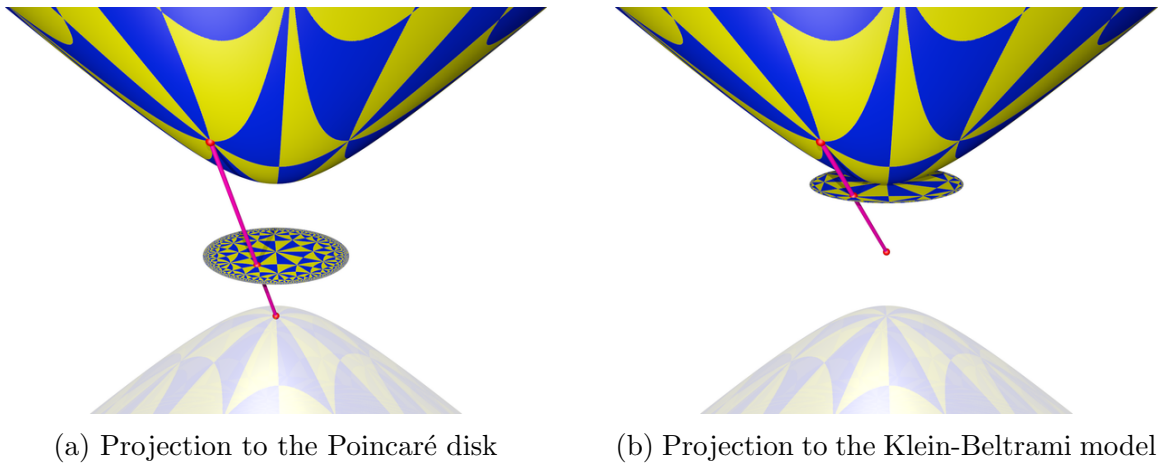 (a) Projection to the Poincaré disk
(b) Projection to the Klein-Beltrami model